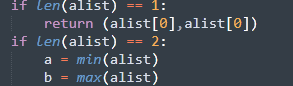 if len(alist) == 1:
    return (alist[0],alist[0])
if len(alist) == 2:
    a = min(alist)
    b = max(alist)